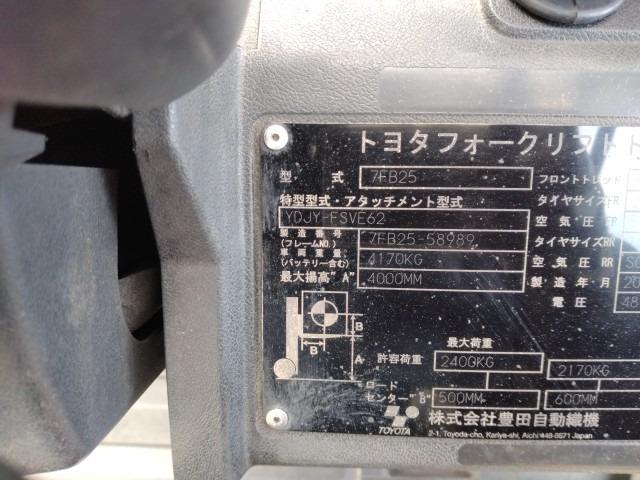 トヨタフォークリフト
型 式 7FB25 フロントトレッド
特型型式・アタッチメント型式 タイヤサイズFR
YDJY-FSVE62 空気圧FR
製造番号 (フレームNO.) 7FB25-58989 タイヤサイズRR
車両重量 (バッテリー含む) 4170KG 空気圧RR
最大揚高"A" 4000MM 製造年月 20
電圧 48
B
B A
最大荷重
許容荷重 2400KG 2170KG
ロード
センター"B" 500MM 600MM
TOYOTA 株式会社豊田自動織機
2-1, Toyoda-cho, Kariya-shi, Aichi 448-8671 Japan